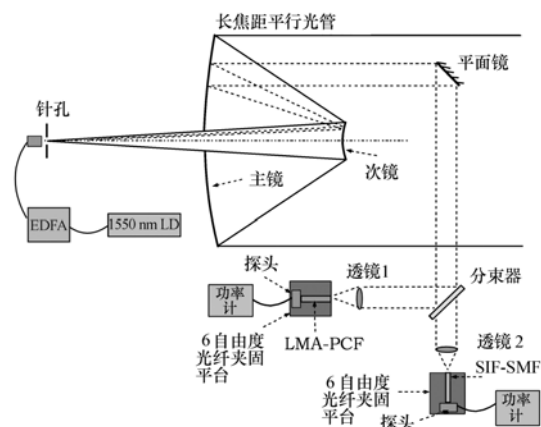 长焦距平行光管
平面镜
针孔
主镜
次镜
EDFA
1550 nm LD
探头
透镜1
分束器
功率
计
6自由度
光纤夹固
平台
LMA-PCF
透镜2
SIF-SMF
6自由度
光纤夹固
平台
功率
计
探头